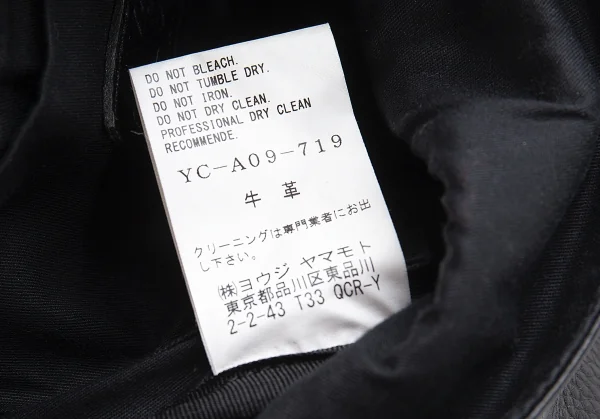 DO NOT BLEACH.
DO NOT TUMBLE DRY.
DO NOT IRON.
DO NOT DRY CLEAN.
PROFESSIONAL DRY CLEAN
RECOMMENDE.
YC-A09-719
牛 革
クリーニングは専門業者にお出
し下さい。
㈱ヨウジ ヤマモト
東京都品川区東品川
2-2-43 T33 QCR-Y